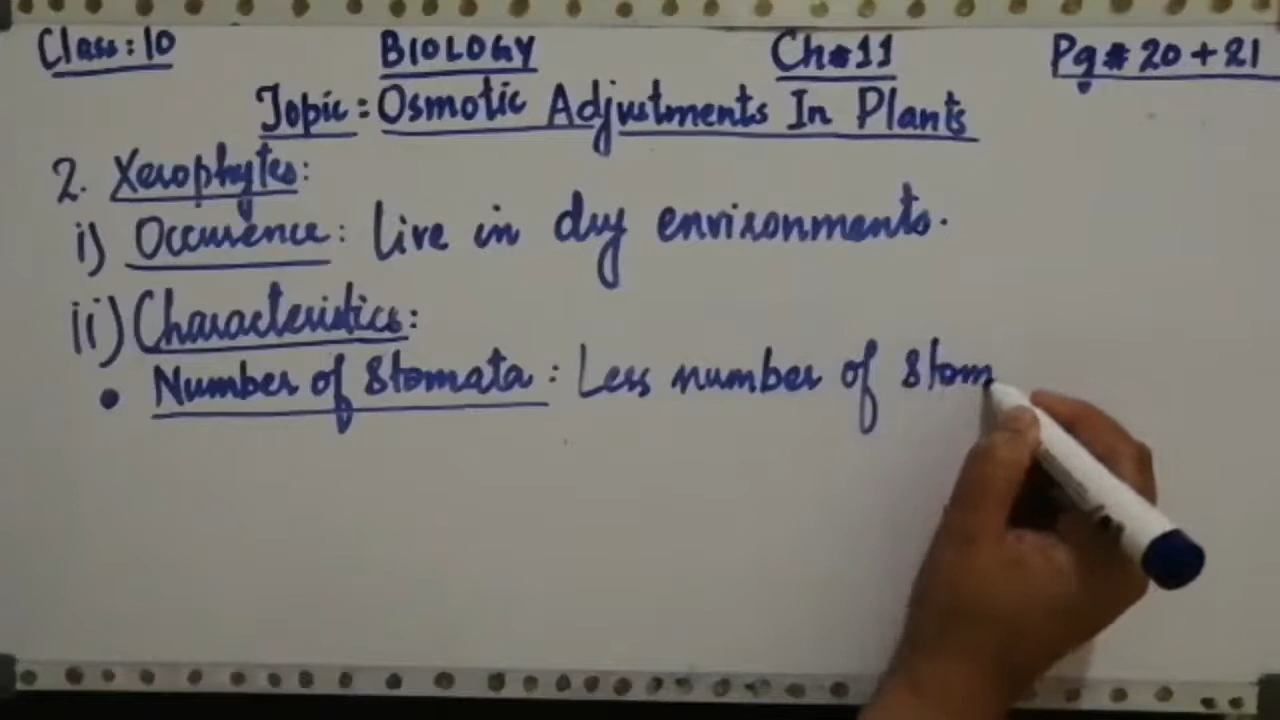 Class: 10 BIOLOGY Ch#11 Pg# 20+21
Topic: Osmotic Adjustments In Plants
2. Xerophytes:
i) Occurence: Live in dry environments.
ii) Characteristics:
• Number of Stomata: Less number of Stom